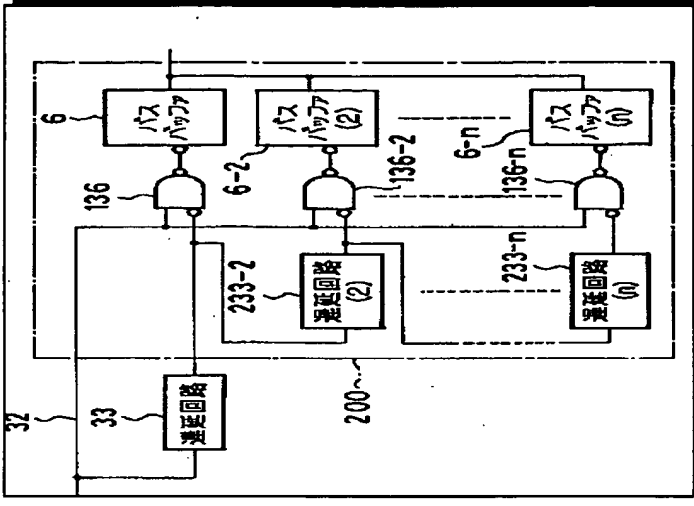 32
33
遅延回路
200
6
バス
バッファ
136
6-2
バス
バッファ
(2)
136-2
233-2
遅延回路
(2)
6-n
バス
バッファ
(n)
136-n
233-n
遅延回路
(n)